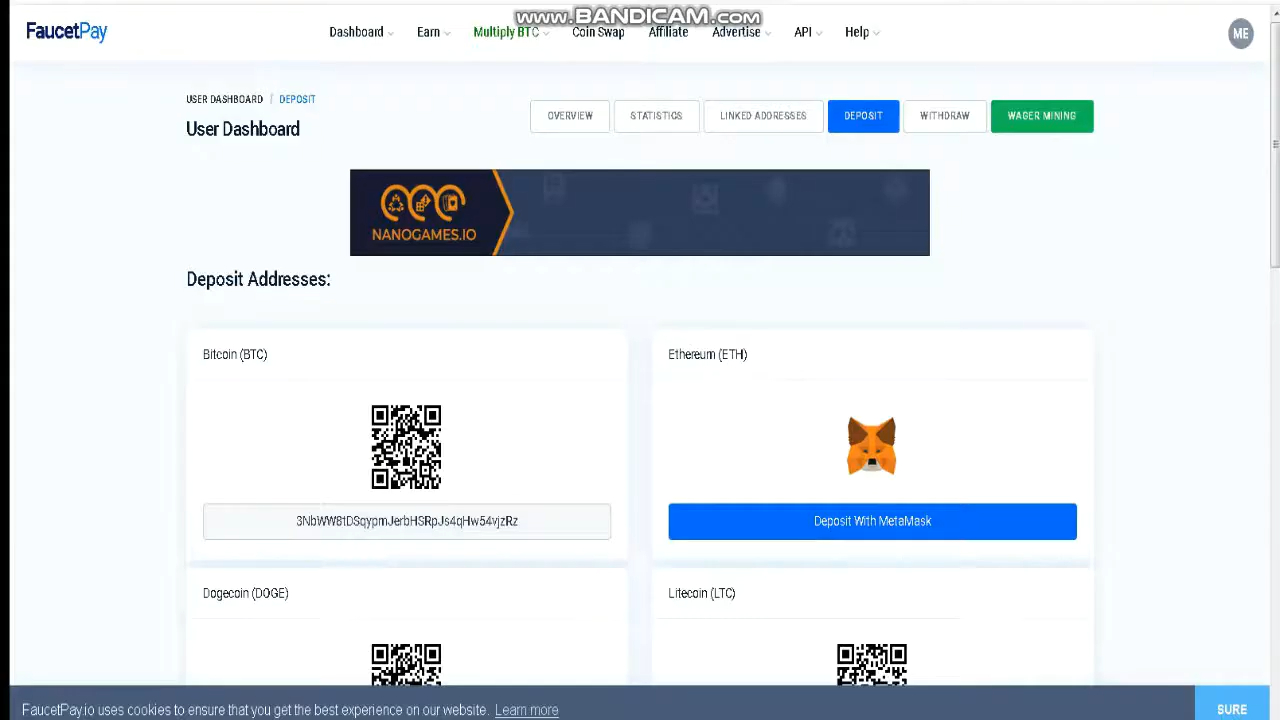 www.BANDICAM.com
FaucetPay
Dashboard
Earn
Multiply BTC
Coin Swap
Affiliate
Advertise
API
Help
ME
USER DASHBOARD / DEPOSIT
User Dashboard
OVERVIEW
STATISTICS
LINKED ADDRESSES
DEPOSIT
WITHDRAW
WAGER MINING
NANOGAMES.IO
Deposit Addresses:
Bitcoin (BTC)
Ethereum (ETH)
3NbWW8tDSqypmJerbHSRpJs4qHw54vjzRz
Deposit With MetaMask
Dogecoin (DOGE)
Litecoin (LTC)
FaucetPay.io uses cookies to ensure that you get the best experience on our website. Learn more
SURE